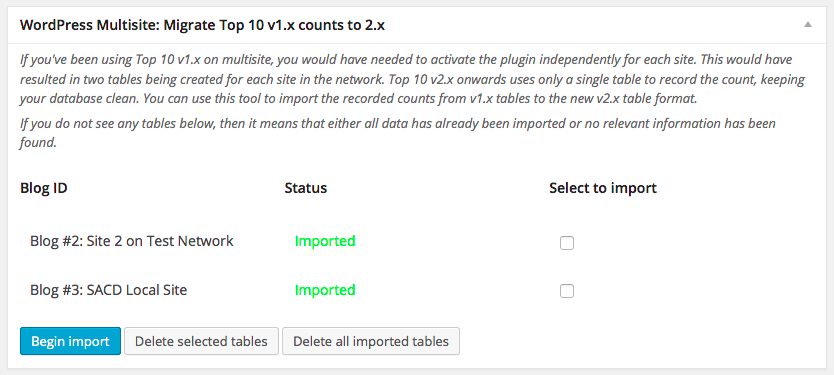 WordPress Multisite: Migrate Top 10 v1.x counts to 2.x
If you've been using Top 10 v1.x on multisite, you would have needed to activate the plugin independently for each site. This would have
resulted in two tables being created for each site in the network. Top 10 v2.x onwards uses only a single table to record the count, keeping
your database clean. You can use this tool to import the recorded counts from v1.x tables to the new v2.x table format.
If you do not see any tables below, then it means that either all data has already been imported or no relevant information has been
found.
Blog ID Status Select to import
Blog #2: Site 2 on Test Network Imported
Blog #3: SACD Local Site Imported
Begin import Delete selected tables Delete all imported tables